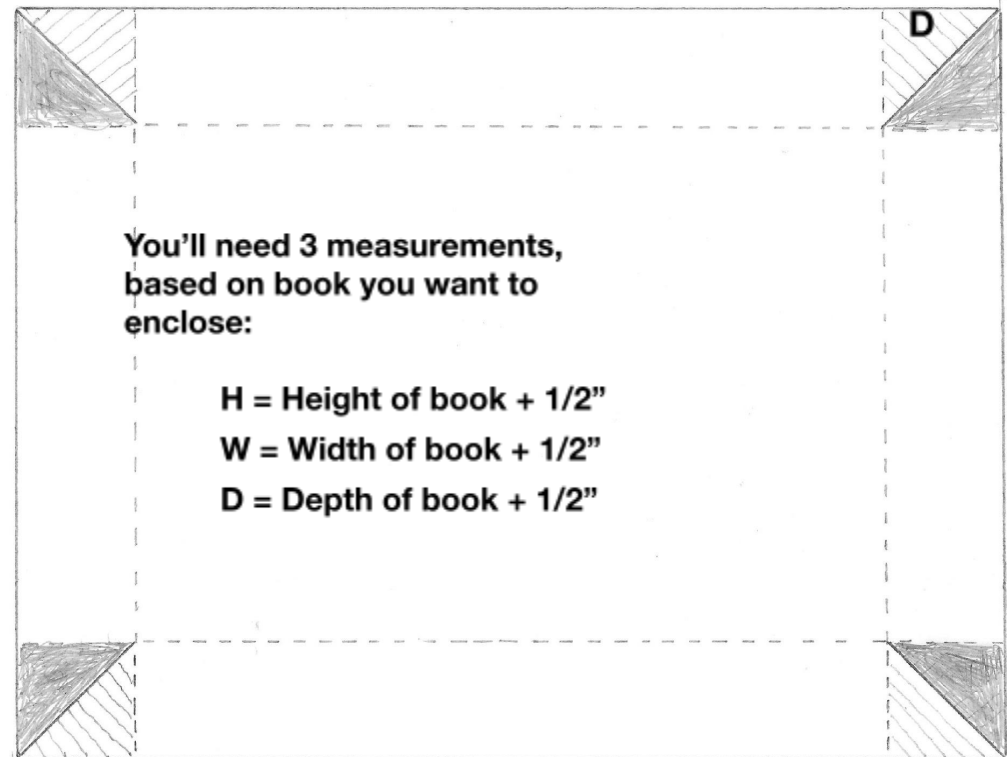 D
You’ll need 3 measurements,
based on book you want to
enclose:
H = Height of book + 1/2”
W = Width of book + 1/2”
D = Depth of book + 1/2”